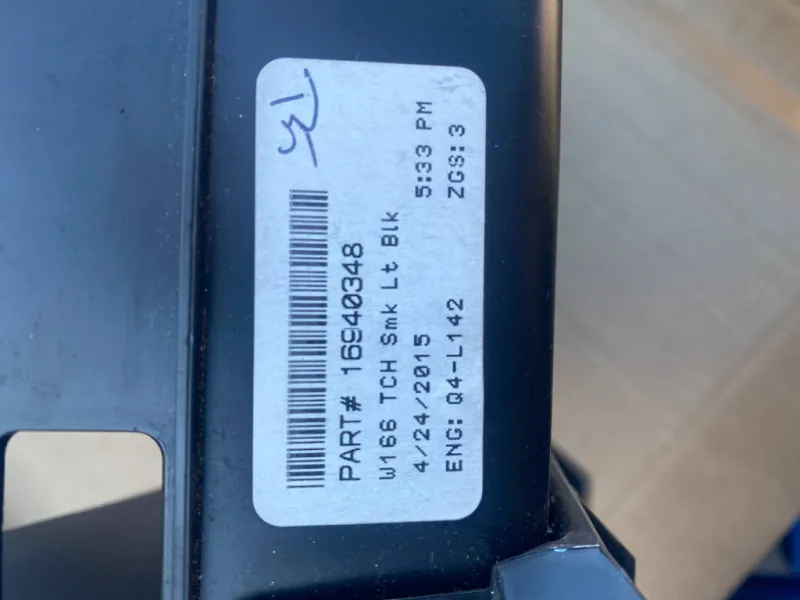 PART# 16940348
W166 TCH Smk Lt Blk
4/24/2015 5:33 PM
ENG: Q4-L142 ZGS: 3